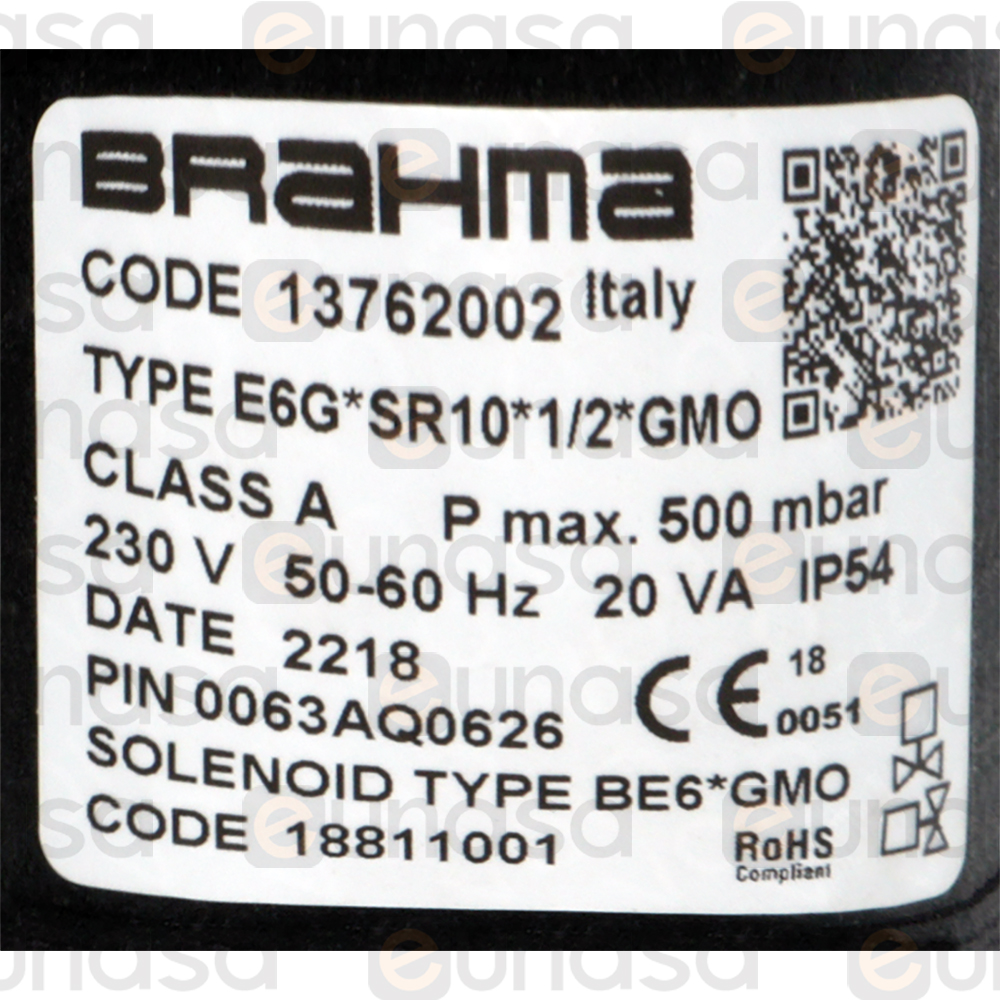 BRAHMA
CODE 13762002 Italy
TYPE E6G*SR10*1/2*GMO
CLASS A P max. 500 mbar
230 V 50-60 Hz 20 VA IP54
DATE 2218
CE 18
0051
PIN 0063AQ0626
SOLENOID TYPE BE6*GMO
CODE 18811001
RoHS
Compliant
eunasa